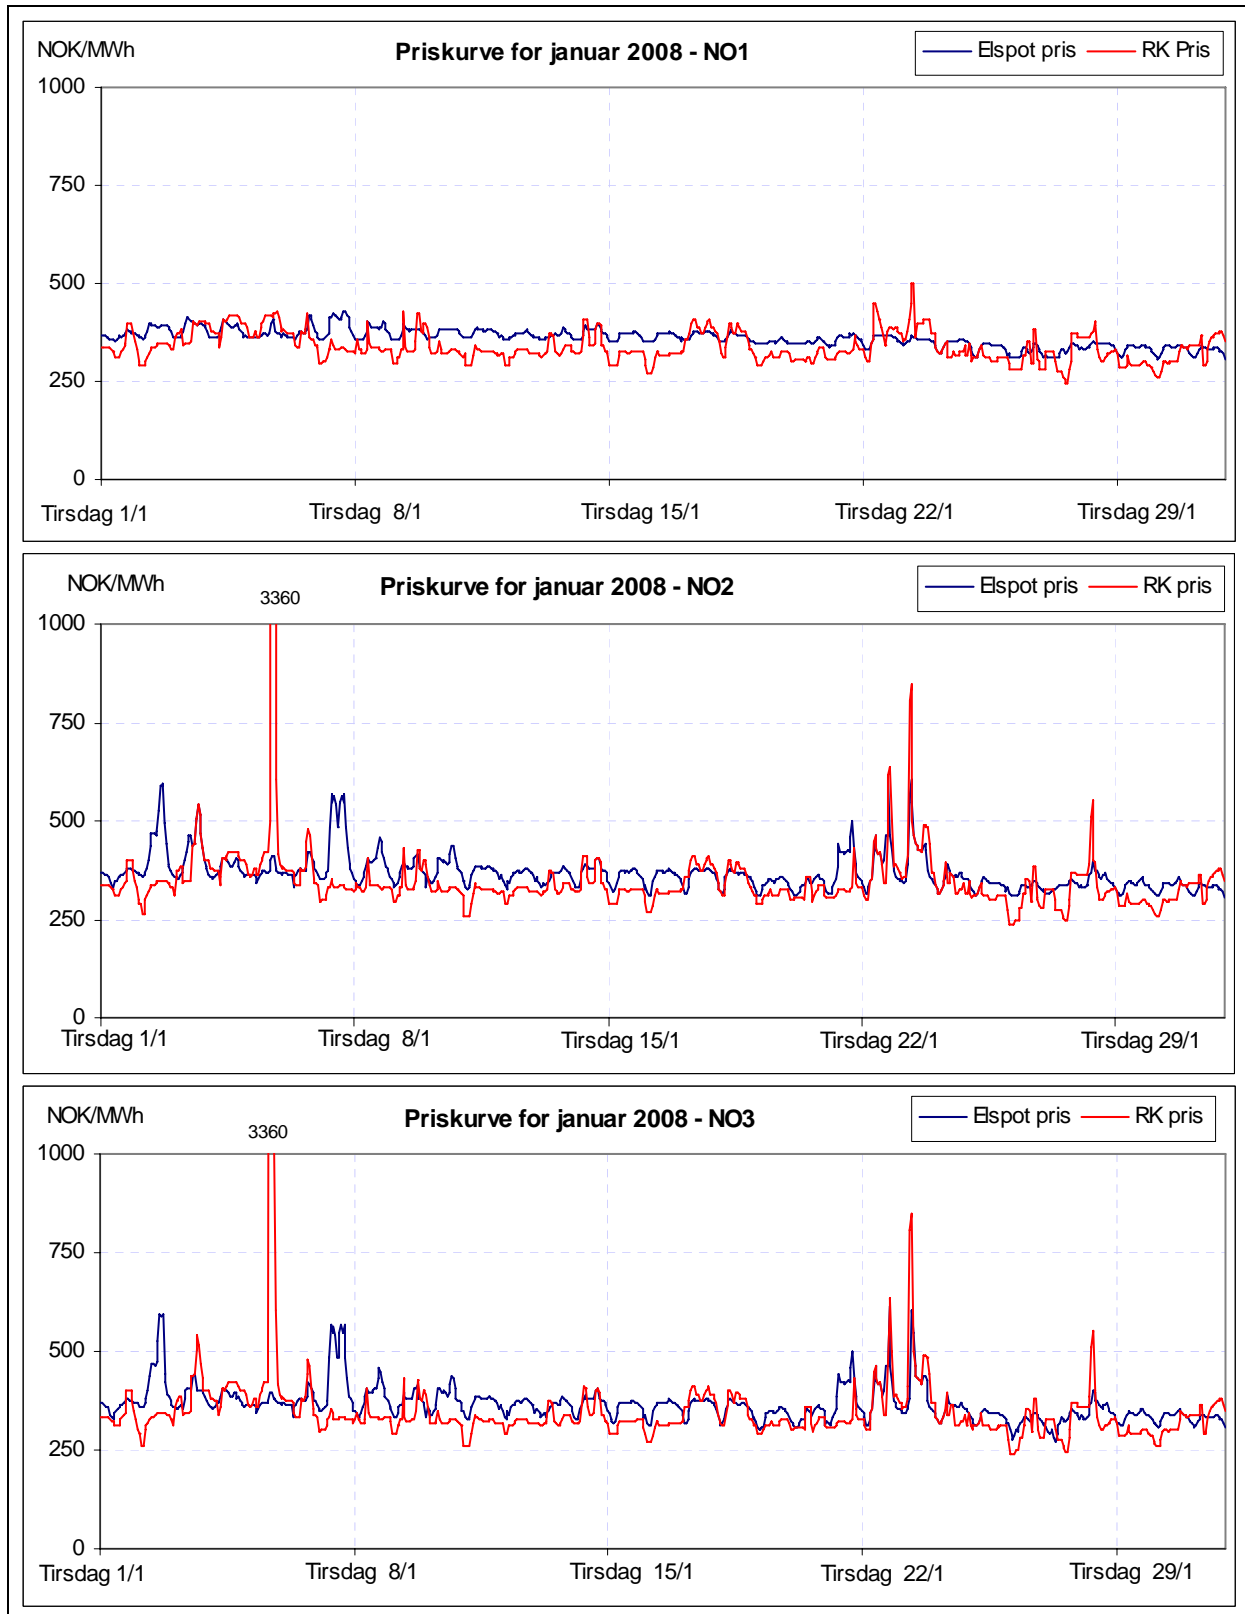 NOK/MWh
Priskurve for januar 2008 - NO1
Elspot pris
RK Pris
1000
750
500
250
0
Tirsdag 1/1
Tirsdag 8/1
Tirsdag 15/1
Tirsdag 22/1
Tirsdag 29/1
NOK/MWh
Priskurve for januar 2008 - NO2
Elspot pris
RK pris
3360
1000
750
500
250
0
Tirsdag 1/1
Tirsdag 8/1
Tirsdag 15/1
Tirsdag 22/1
Tirsdag 29/1
NOK/MWh
Priskurve for januar 2008 - NO3
Elspot pris
RK pris
3360
1000
750
500
250
0
Tirsdag 1/1
Tirsdag 8/1
Tirsdag 15/1
Tirsdag 22/1
Tirsdag 29/1